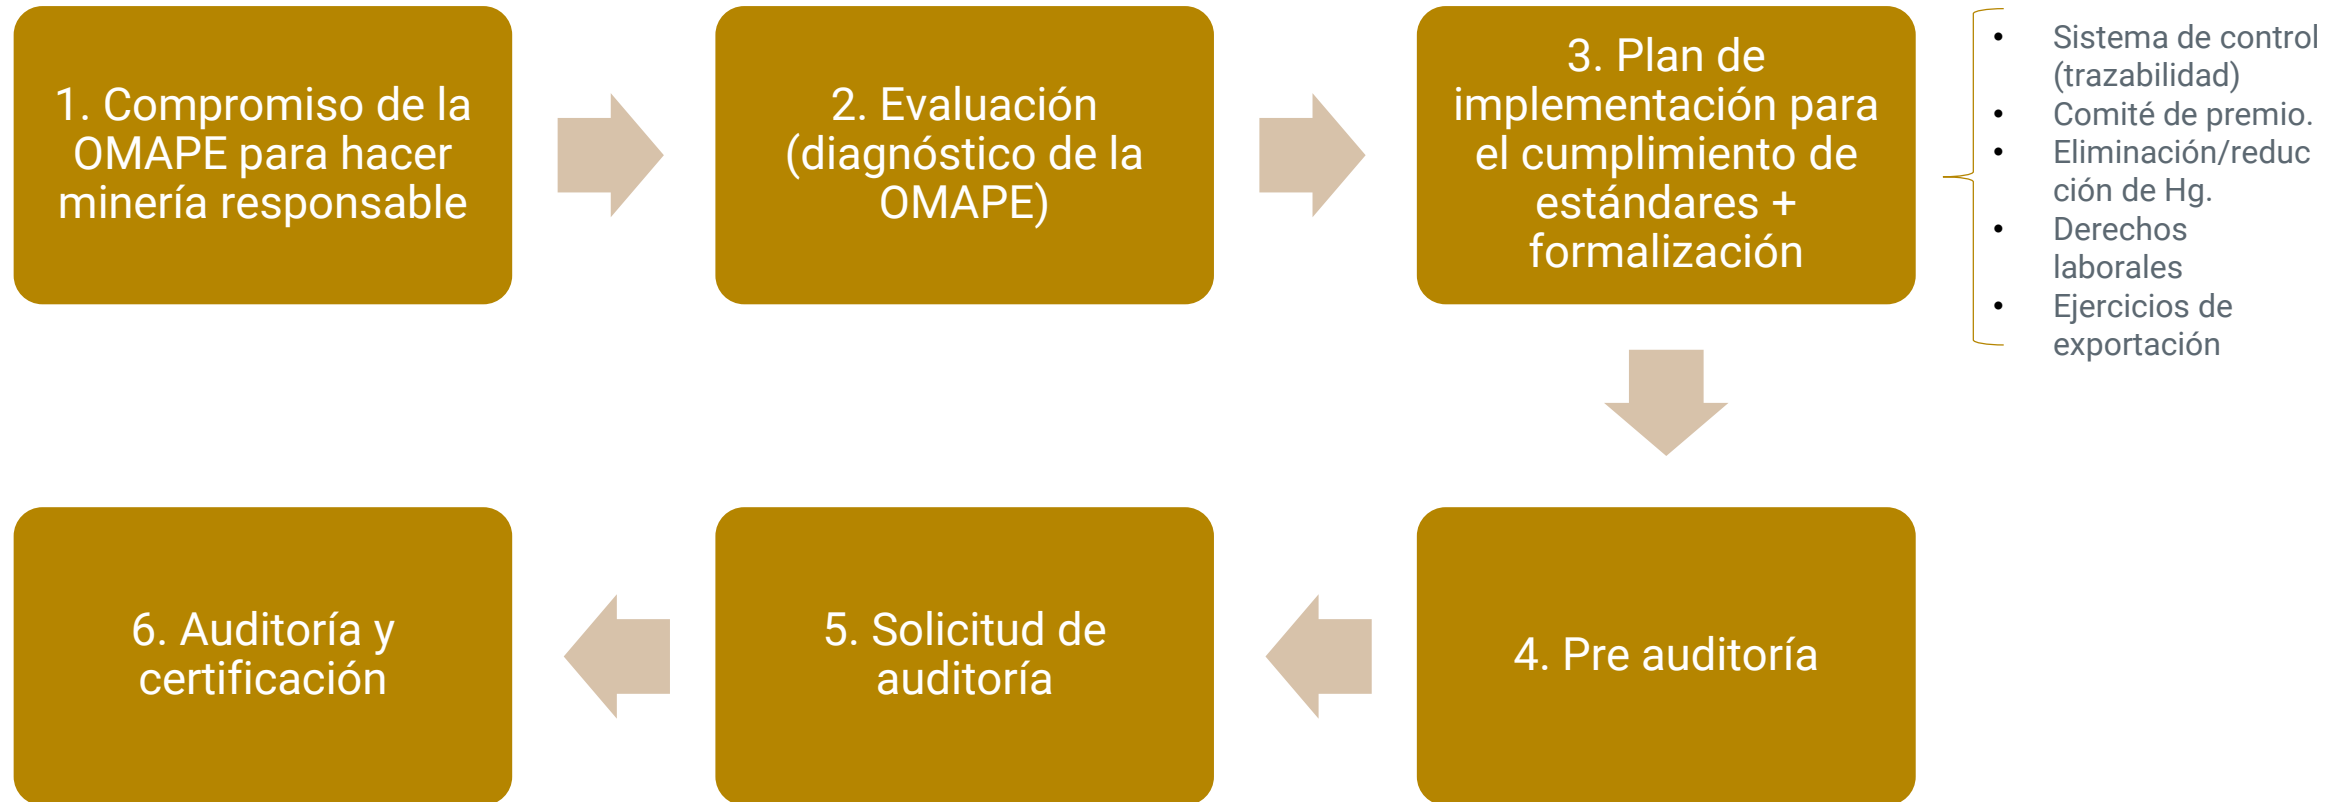 1. Compromiso de la
OMAPE para hacer
minería responsable
2. Evaluación
(diagnóstico de la
OMAPE)
3. Plan de
implementación para
el cumplimiento de
estándares +
formalización
• Sistema de control
(trazabilidad)
• Comité de premio.
• Eliminación/reduc
ción de Hg.
• Derechos
laborales
• Ejercicios de
exportación
4. Pre auditoría
5. Solicitud de
auditoría
6. Auditoría y
certificación